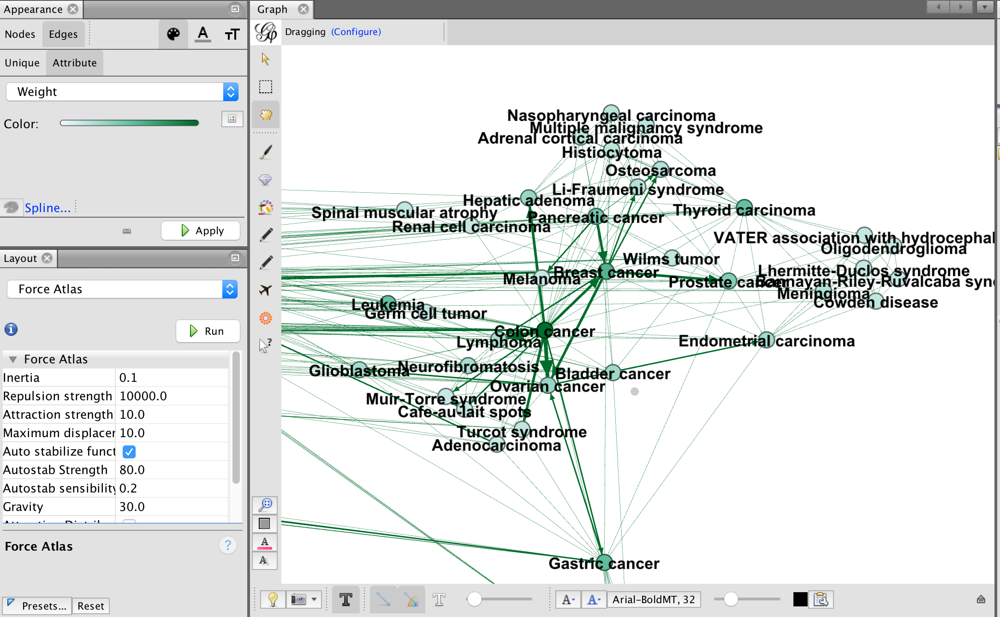 Appearance
Nodes Edges
Unique Attribute
Weight
Color:
Spline...
Apply
Layout
Force Atlas
Run
Force Atlas
Inertia 0.1
Repulsion strength 10000.0
Attraction strength 10.0
Maximum displacer 10.0
Auto stabilize funct
Autostab Strength 80.0
Autostab sensibility 0.2
Gravity 30.0
Force Atlas
?
Presets... Reset
Graph
Dragging (Configure)
Nasopharyngeal carcinoma
Multiple malignancy syndrome
Adrenal cortical carcinoma
Histiocytoma
Osteosarcoma
Li-Fraumeni syndrome
Hepatic adenoma
Thyroid carcinoma
Spinal muscular atrophy
Pancreatic cancer
Renal cell carcinoma
VATER association with hydrocephal
Oligodendroglioma
Wilms tumor
Lhermitte-Duclos syndrome
Breast cancer
Melanoma
Prostate cancer
Bannayan-Riley-Ruvalcaba syn
Meningioma
Cowden disease
Leukemia
Germ cell tumor
Colon cancer
Lymphoma
Endometrial carcinoma
Neurofibromatosis
Glioblastoma
Bladder cancer
Ovarian cancer
Muir-Torre syndrome
Cafe-au-lait spots
Turcot syndrome
Adenocarcinoma
Gastric cancer
T T A A Arial-BoldMT, 32